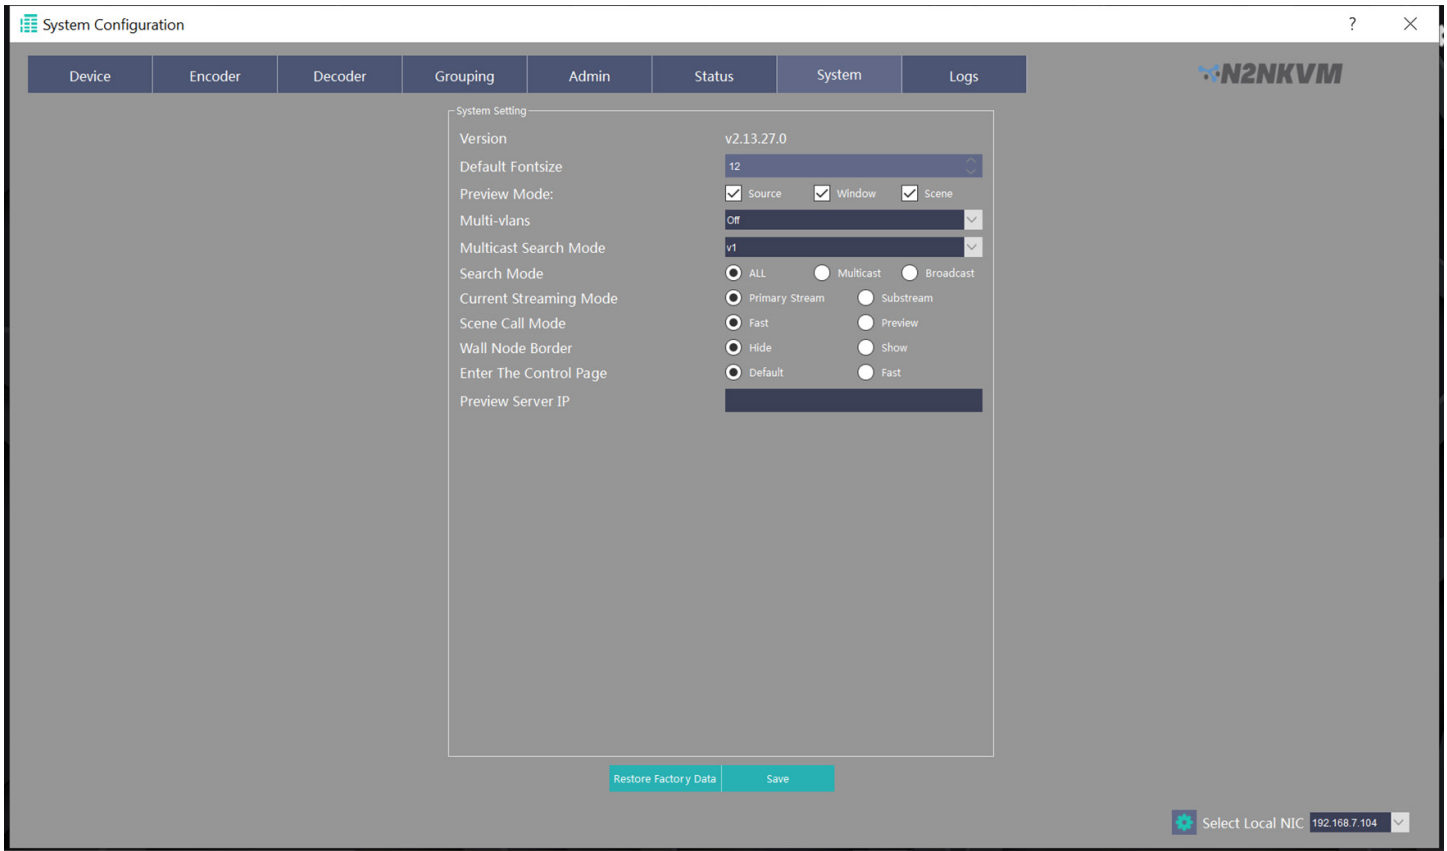 System Configuration ?
Device Encoder Decoder Grouping Admin Status System Logs
N2NKVM
System Setting
Version v2.13.27.0
Default Fontsize 12
Preview Mode: Source Window Scene
Multi-vlans Off
Multicast Search Mode v1
Search Mode ALL Multicast Broadcast
Current Streaming Mode Primary Stream Substream
Scene Call Mode Fast Preview
Wall Node Border Hide Show
Enter The Control Page Default Fast
Preview Server IP
Restore Factory Data Save
Select Local NIC 192.168.7.104